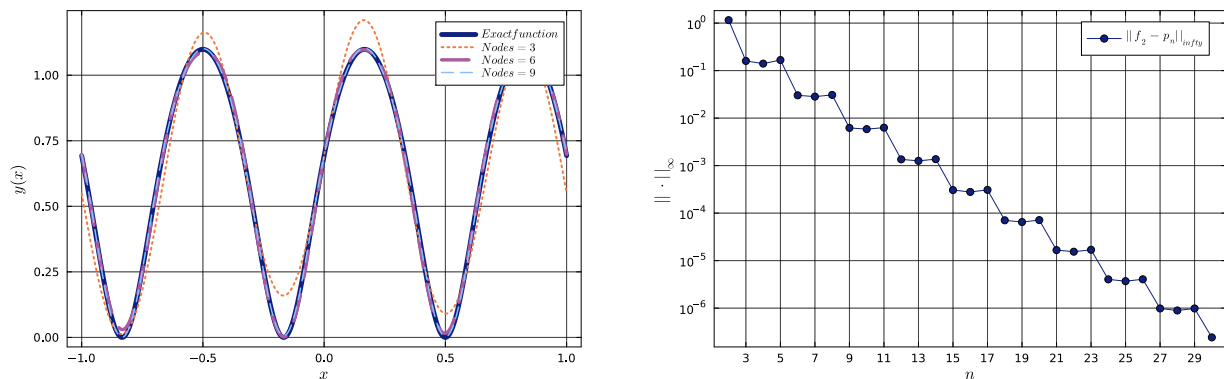 Exactfunction
Nodes = 3
Nodes = 6
Nodes = 9
y(x)
1.00
0.75
0.50
0.25
0.00
−1.0 −0.5 0.0 0.5 1.0
x
|| f_2 − p_n ||_{infty}
|| · ||_∞
10^0
10^{−1}
10^{−2}
10^{−3}
10^{−4}
10^{−5}
10^{−6}
3 5 7 9 11 13 15 17 19 21 23 25 27 29
n